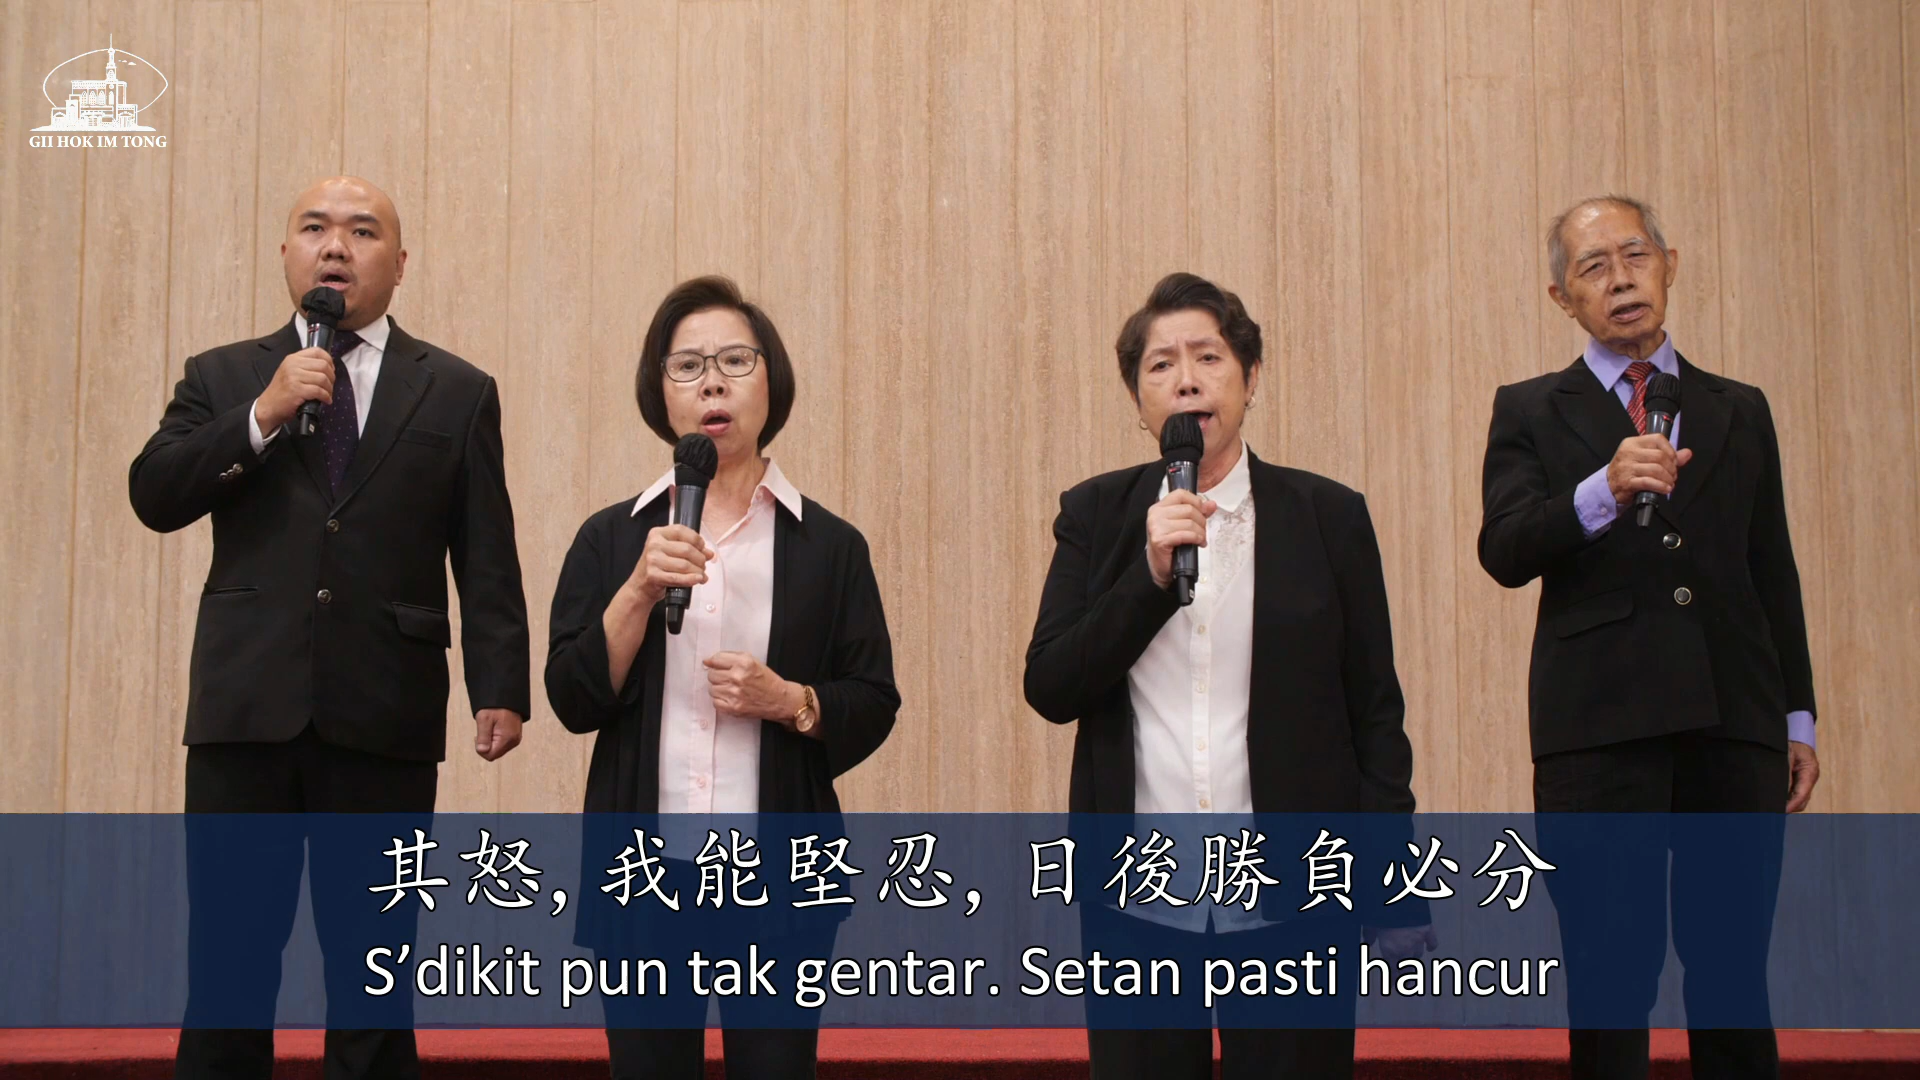 GII HOK IM TONG
其怒, 我能堅忍, 日後勝負必分
S’dikit pun tak gentar. Setan pasti hancur